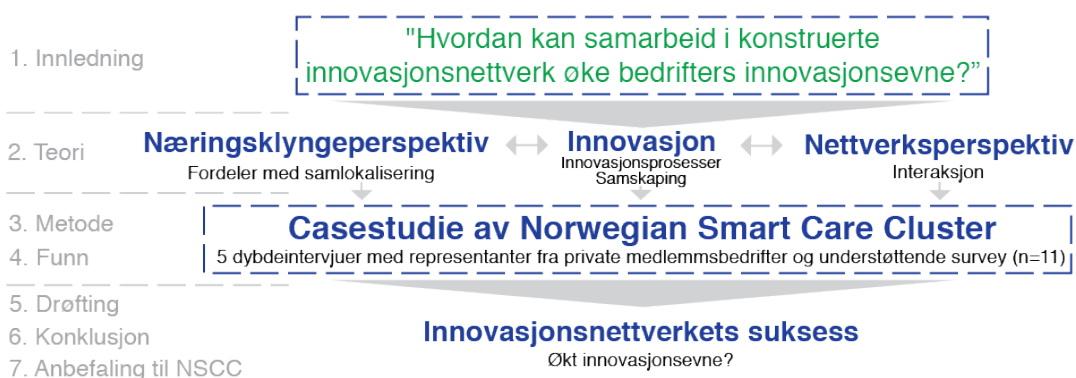 1. Innledning
"Hvordan kan samarbeid i konstruerte
innovasjonsnettverk øke bedrifters innovasjonsevne?”
2. Teori
Næringsklyngeperspektiv
Fordeler med samlokalisering
Innovasjon
Innovasjonsprosesser
Samskaping
Nettverksperspektiv
Interaksjon
3. Metode
4. Funn
Casestudie av Norwegian Smart Care Cluster
5 dybdeintervjuer med representanter fra private medlemmsbedrifter og understøttende survey (n=11)
5. Drøfting
6. Konklusjon
7. Anbefaling til NSCC
Innovasjonsnettverkets suksess
Økt innovasjonsevne?